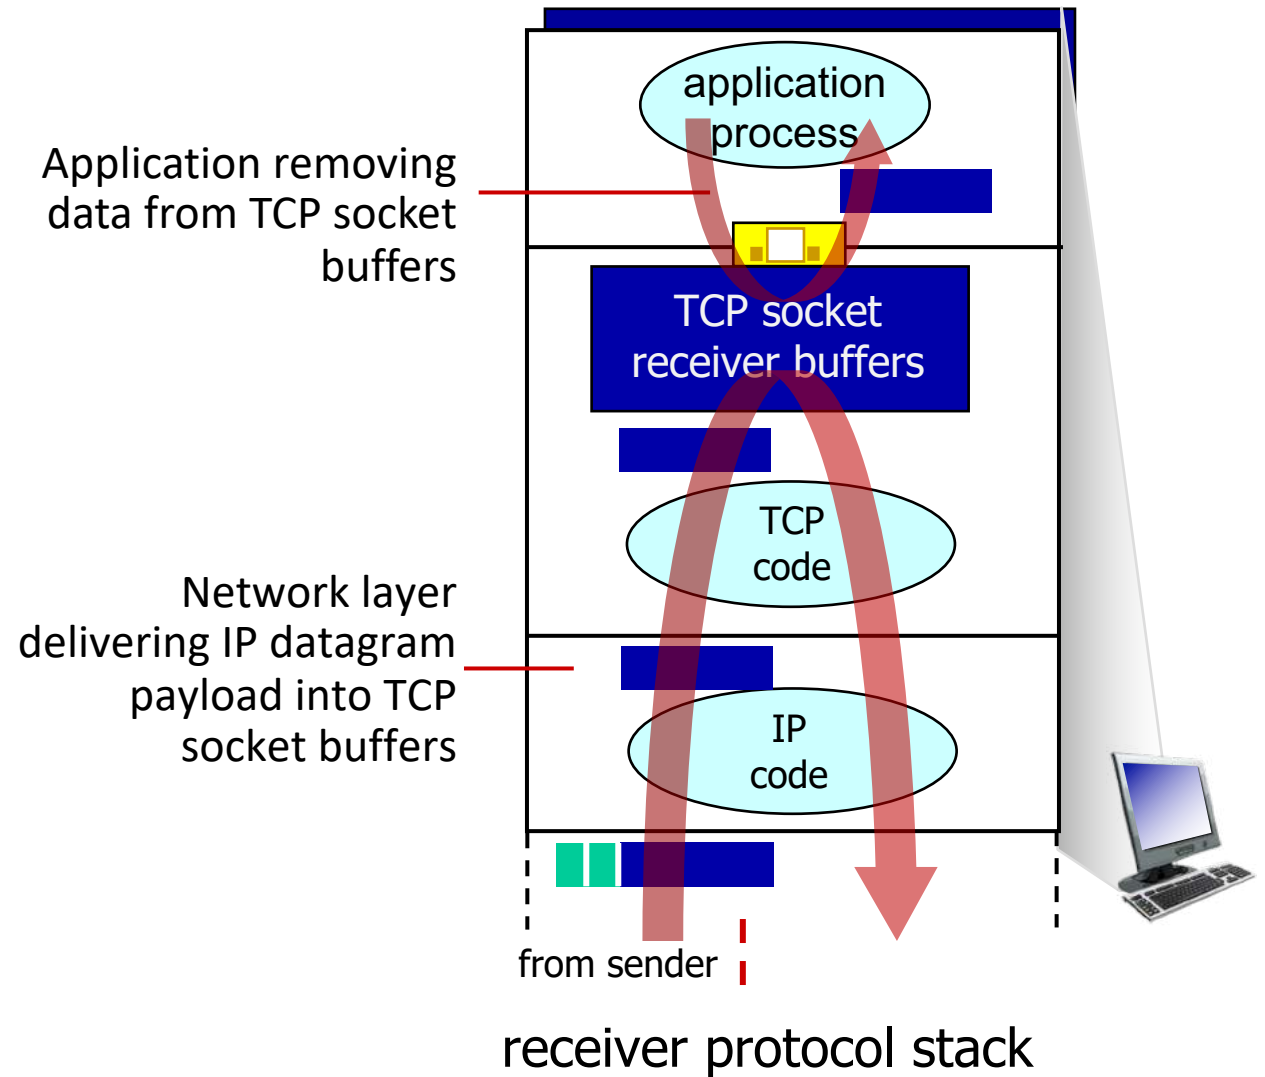 application
process
Application removing
data from TCP socket
buffers
TCP socket
receiver buffers
TCP
code
Network layer
delivering IP datagram
payload into TCP
socket buffers
IP
code
from sender
receiver protocol stack